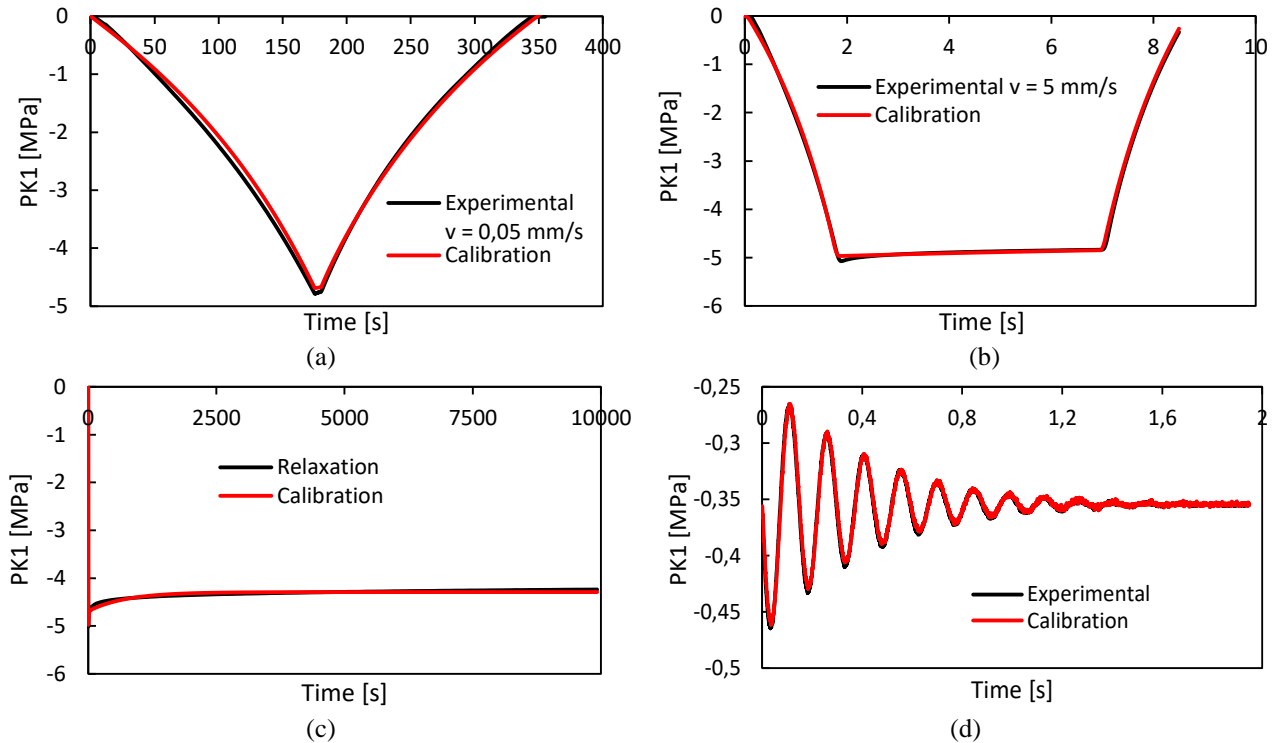 0
0 50 100 150 200 250 300 350 400
-1
-2
-3
-4
-5
PK1 [MPa]
Experimental
v = 0,05 mm/s
Calibration
Time [s]
(a)
0
0 2 4 6 8 10
-1
-2
-3
-4
-5
-6
PK1 [MPa]
Experimental v = 5 mm/s
Calibration
Time [s]
(b)
0
0 2500 5000 7500 10000
-1
-2
-3
-4
-5
-6
PK1 [MPa]
Relaxation
Calibration
Time [s]
(c)
-0,25
0 0,4 0,8 1,2 1,6 2
-0,3
-0,35
-0,4
-0,45
-0,5
PK1 [MPa]
Experimental
Calibration
Time [s]
(d)